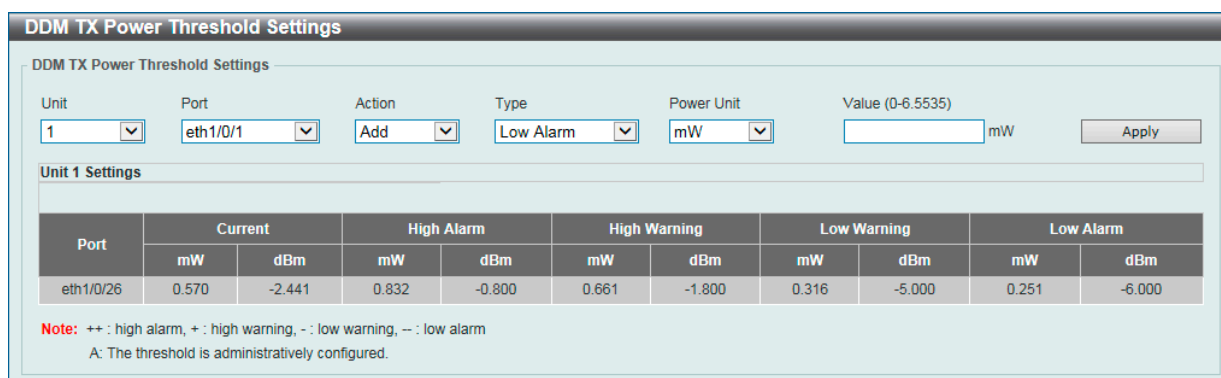 DDM TX Power Threshold Settings
DDM TX Power Threshold Settings
Unit Port Action Type Power Unit Value (0-6.5535)
1 eth1/0/1 Add Low Alarm mW mW Apply
Unit 1 Settings
Port Current High Alarm High Warning Low Warning Low Alarm
mW dBm mW dBm mW dBm mW dBm mW dBm
eth1/0/26 0.570 -2.441 0.832 -0.800 0.661 -1.800 0.316 -5.000 0.251 -6.000
Note: ++ : high alarm, + : high warning, - : low warning, -- : low alarm
A: The threshold is administratively configured.